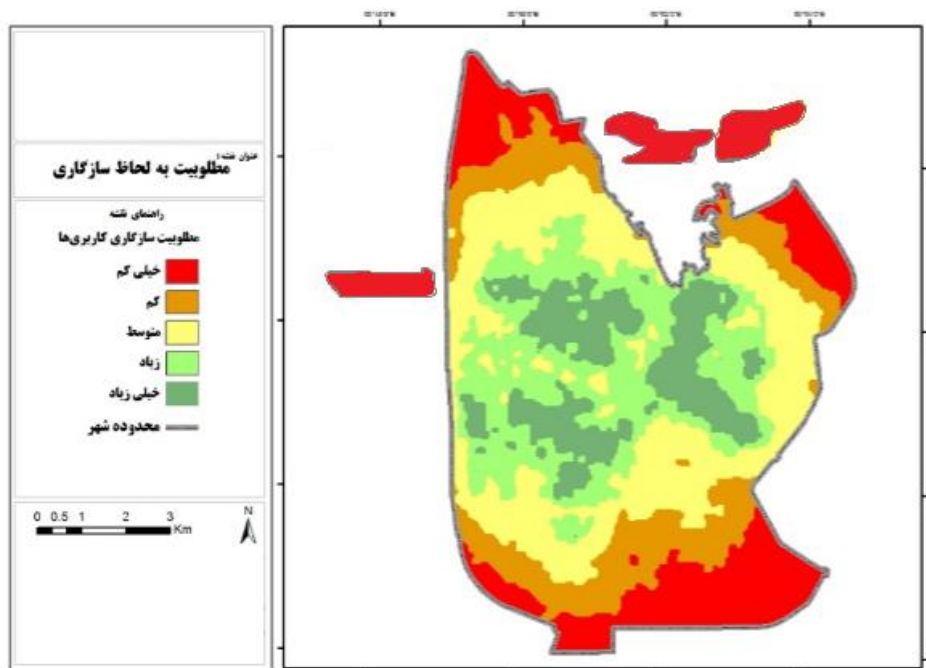 عنوان نقشه:
مطلوبیت به لحاظ سازگاری
راهنمای نقشه
مطلوبیت سازگاری کاربری‌ها
خیلی کم
کم
متوسط
زیاد
خیلی زیاد
محدوده شهر
0 0.5 1 2 3
Km
N